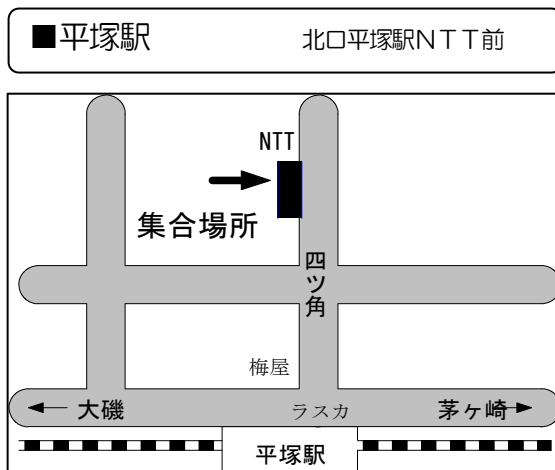 ■平塚駅 北口平塚駅NTT前
NTT
集合場所
四ツ角
梅屋
← 大磯 ラスカ 茅ヶ崎 →
平塚駅